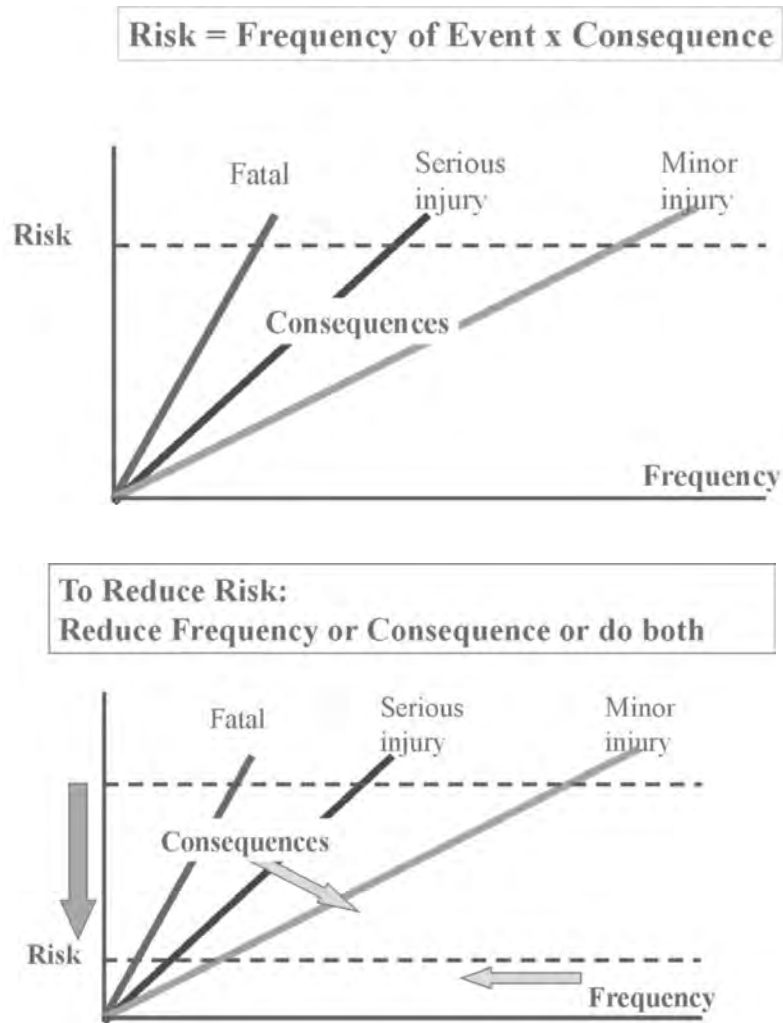 Risk = Frequency of Event x Consequence
Fatal
Serious
injury
Minor
injury
Risk
Consequences
Frequency
To Reduce Risk:
Reduce Frequency or Consequence or do both
Fatal
Serious
injury
Minor
injury
Consequences
Risk
Frequency